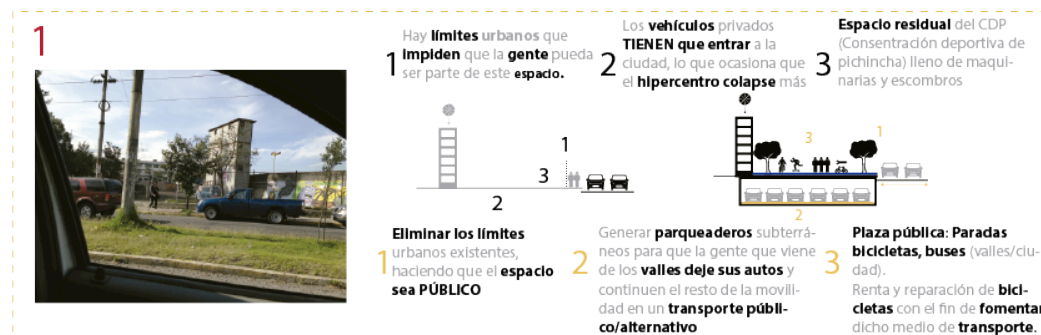 1
1
Hay límites urbanos que
impiden que la gente pueda
ser parte de este espacio.
2
Los vehículos privados
TIENEN que entrar a la
ciudad, lo que ocasiona que
el hipercentro colapse más
3
Espacio residual del CDP
(Consentración deportiva de
pichincha) lleno de maqui-
narias y escombros
1
3
2
3
1
2
1
Eliminar los límites
urbanos existentes,
haciendo que el espacio
sea PÚBLICO
2
Generar parqueaderos subterrá-
neos para que la gente que viene
de los valles deje sus autos y
continuen el resto de la movili-
dad en un transporte públi-
co/alternativo
3
Plaza pública: Paradas
bicicletas, buses (valles/ciu-
dad).
Renta y reparación de bici-
cletas con el fin de fomentar
dicho medio de transporte.